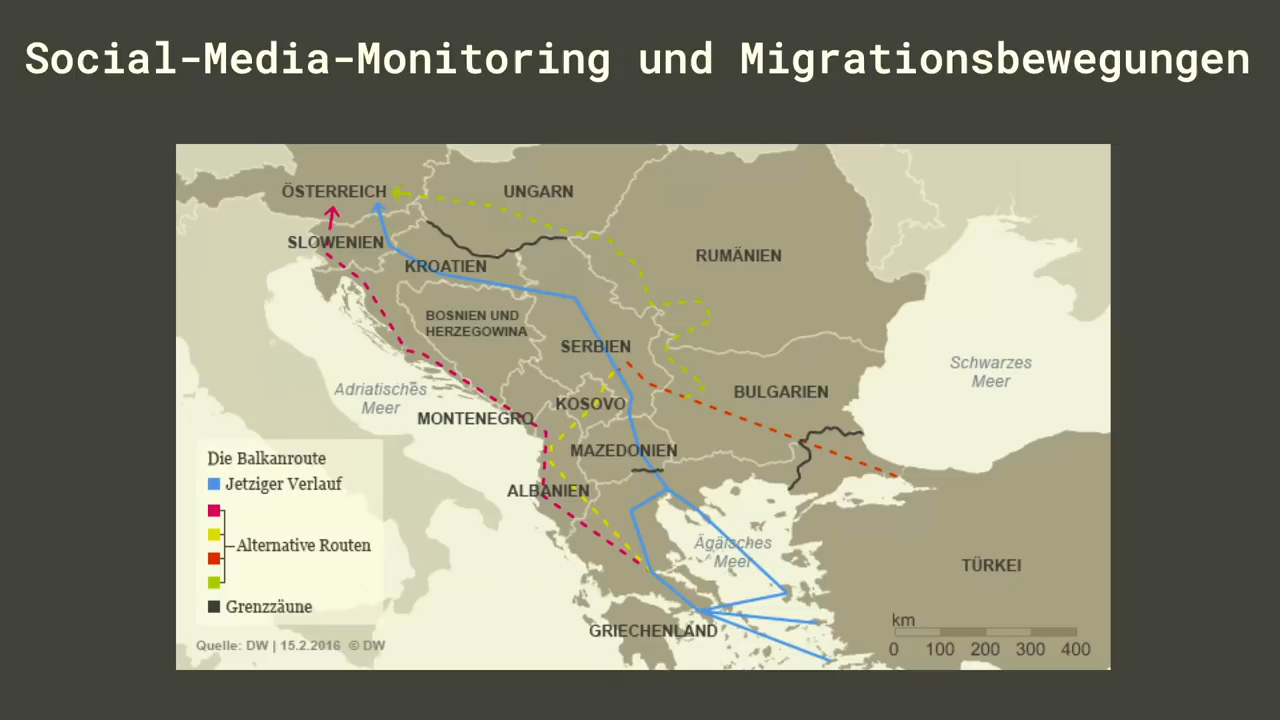 Social-Media-Monitoring und Migrationsbewegungen
ÖSTERREICH
UNGARN
SLOWENIEN
KROATIEN
RUMÄNIEN
BOSNIEN UND
HERZEGOWINA
SERBIEN
Schwarzes
Meer
Adriatisches
Meer
KOSOVO
BULGARIEN
MONTENEGRO
MAZEDONIEN
ALBANIEN
Ägäisches
Meer
TÜRKEI
GRIECHENLAND
Die Balkanroute
Jetziger Verlauf
Alternative Routen
Grenzzäune
Quelle: DW | 15.2.2016 © DW
km
0 100 200 300 400